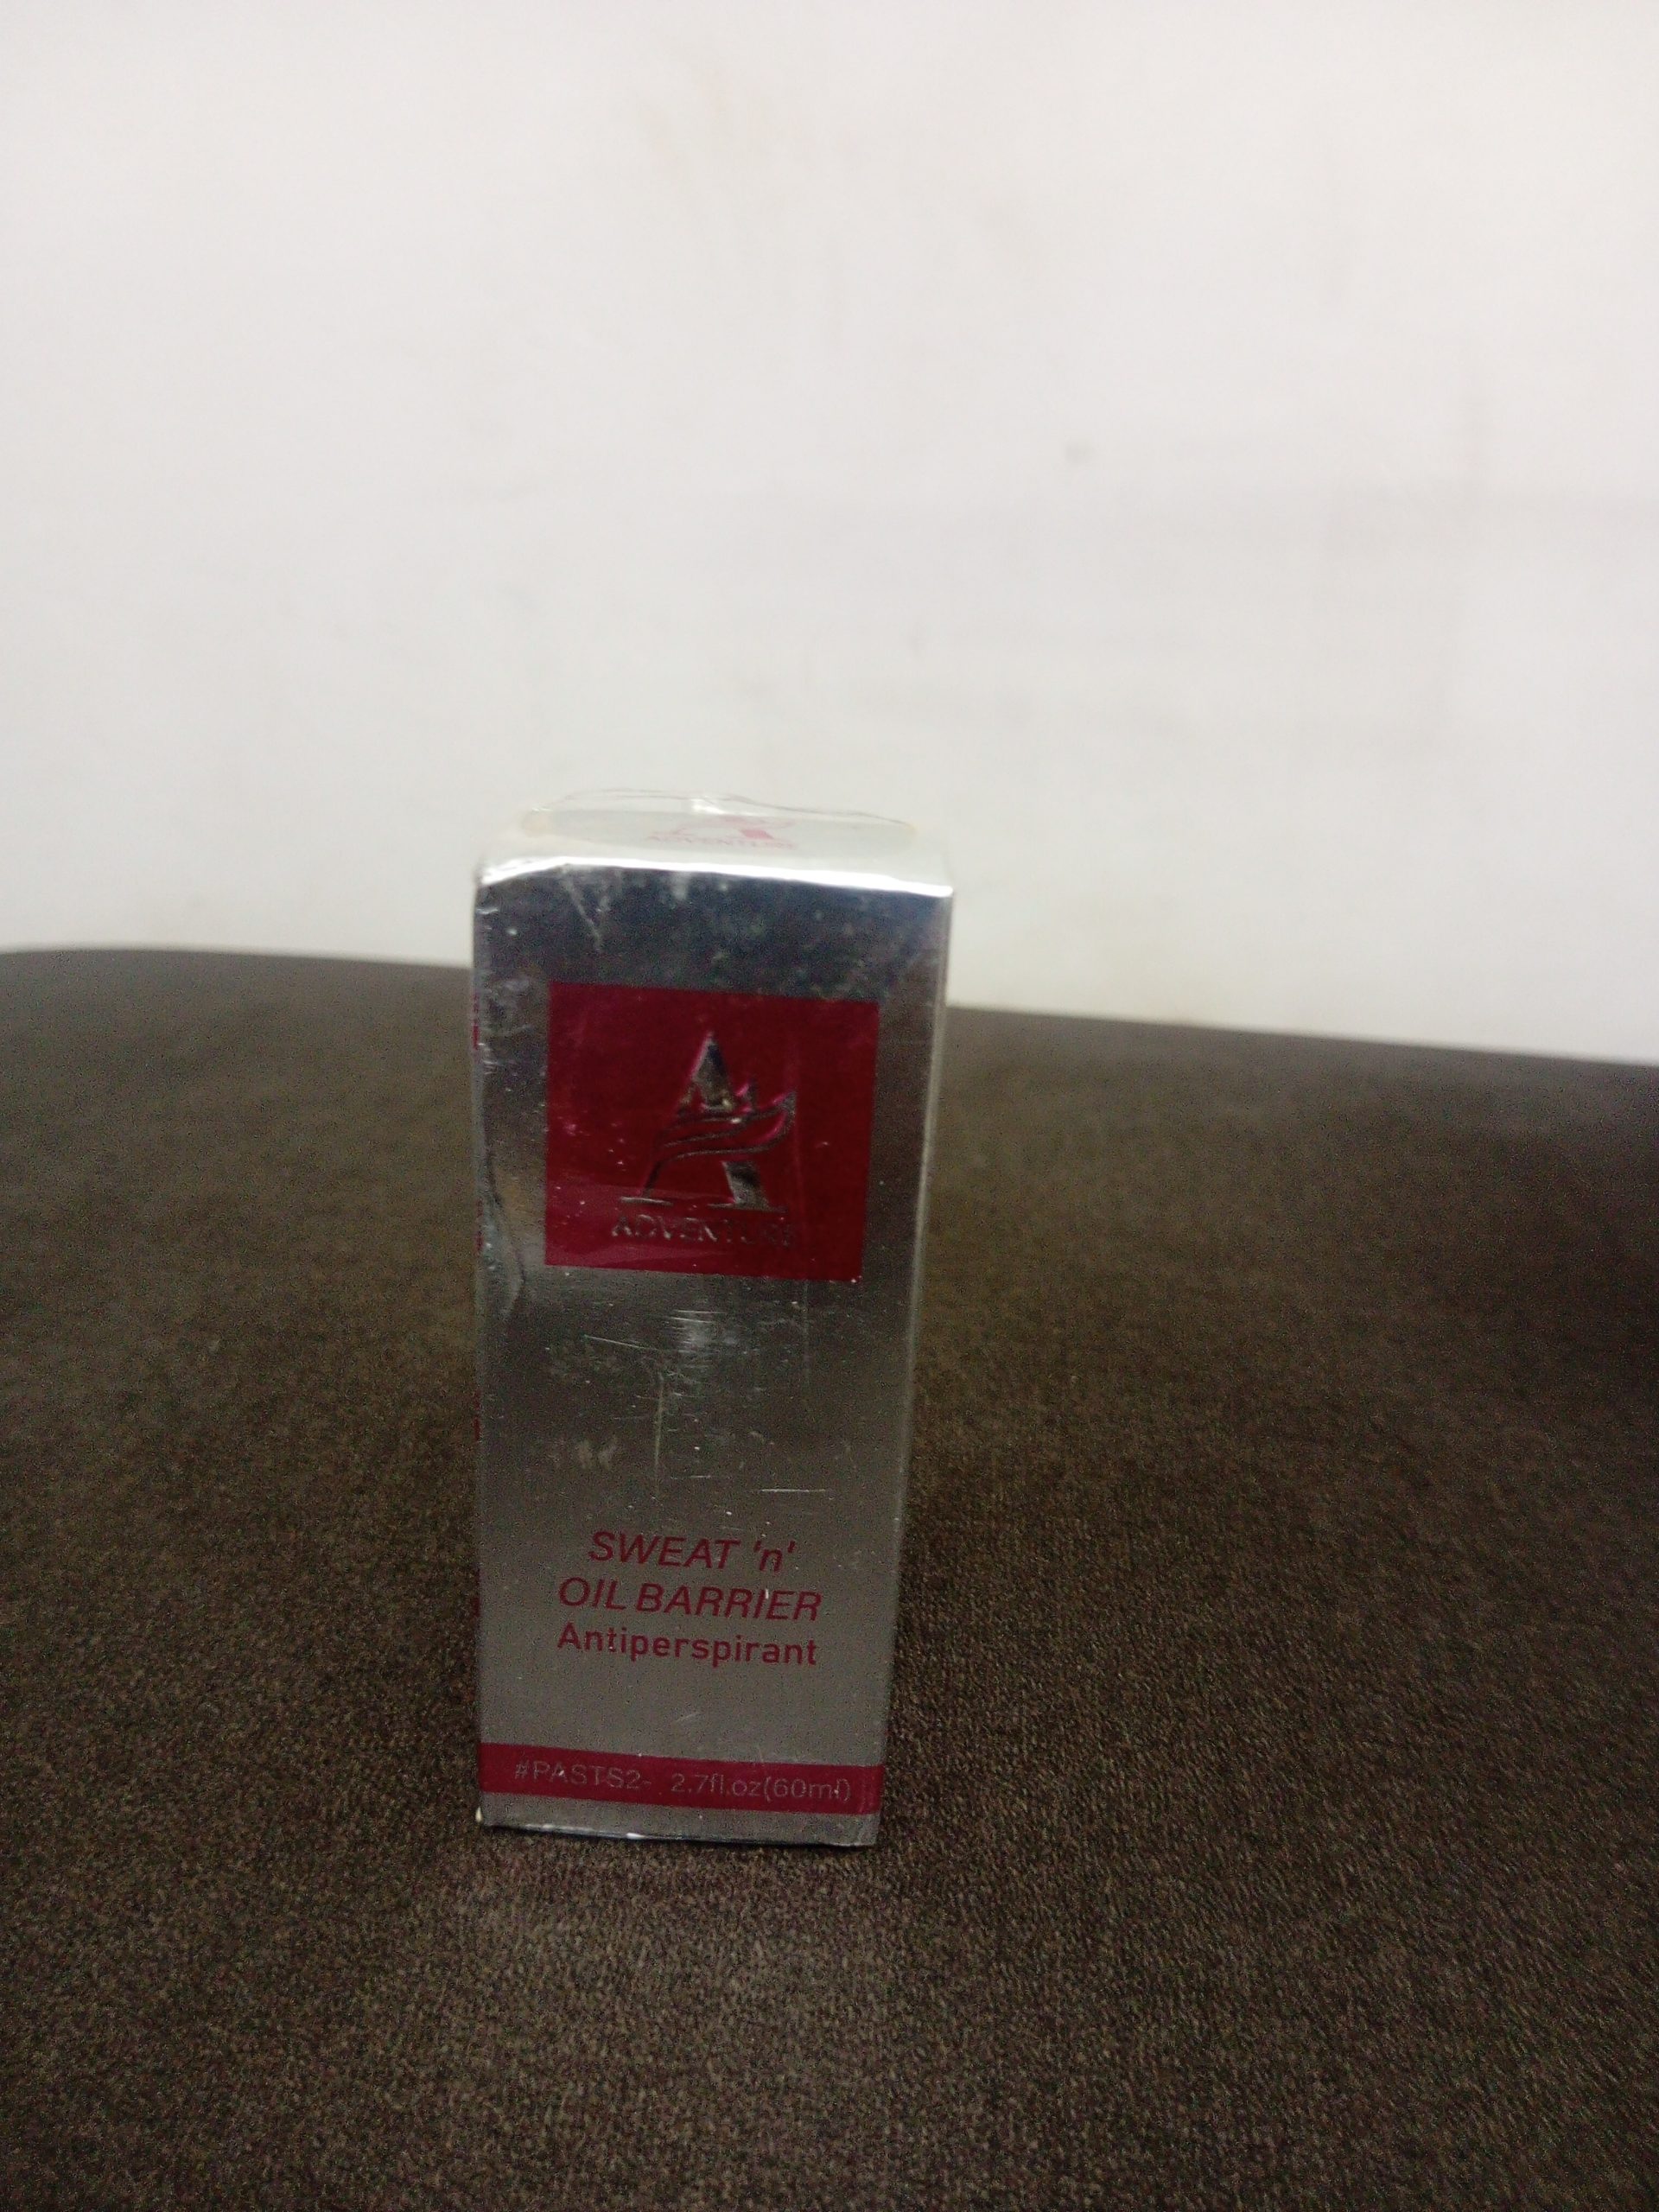 ADVENTURE
SWEAT 'n'
OIL BARRIER
Antiperspirant
#PASTS2- 2.7fl.oz(60ml)